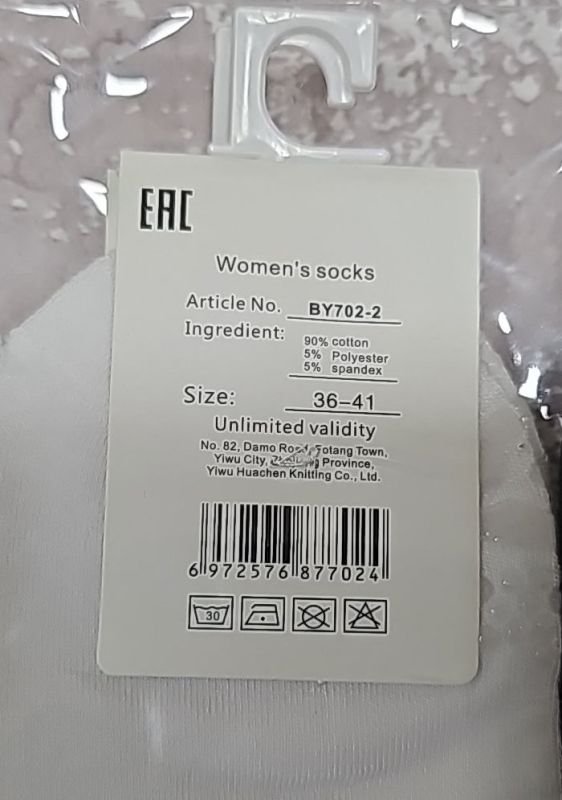 EAC
Women's socks
Article No. BY702-2
Ingredient: 90% cotton
5% Polyester
5% spandex
Size: 36–41
Unlimited validity
No. 82, Damo Road, Fotang Town,
Yiwu City, Province,
Yiwu Huachen Knitting Co., Ltd.
6 972576 877024
30